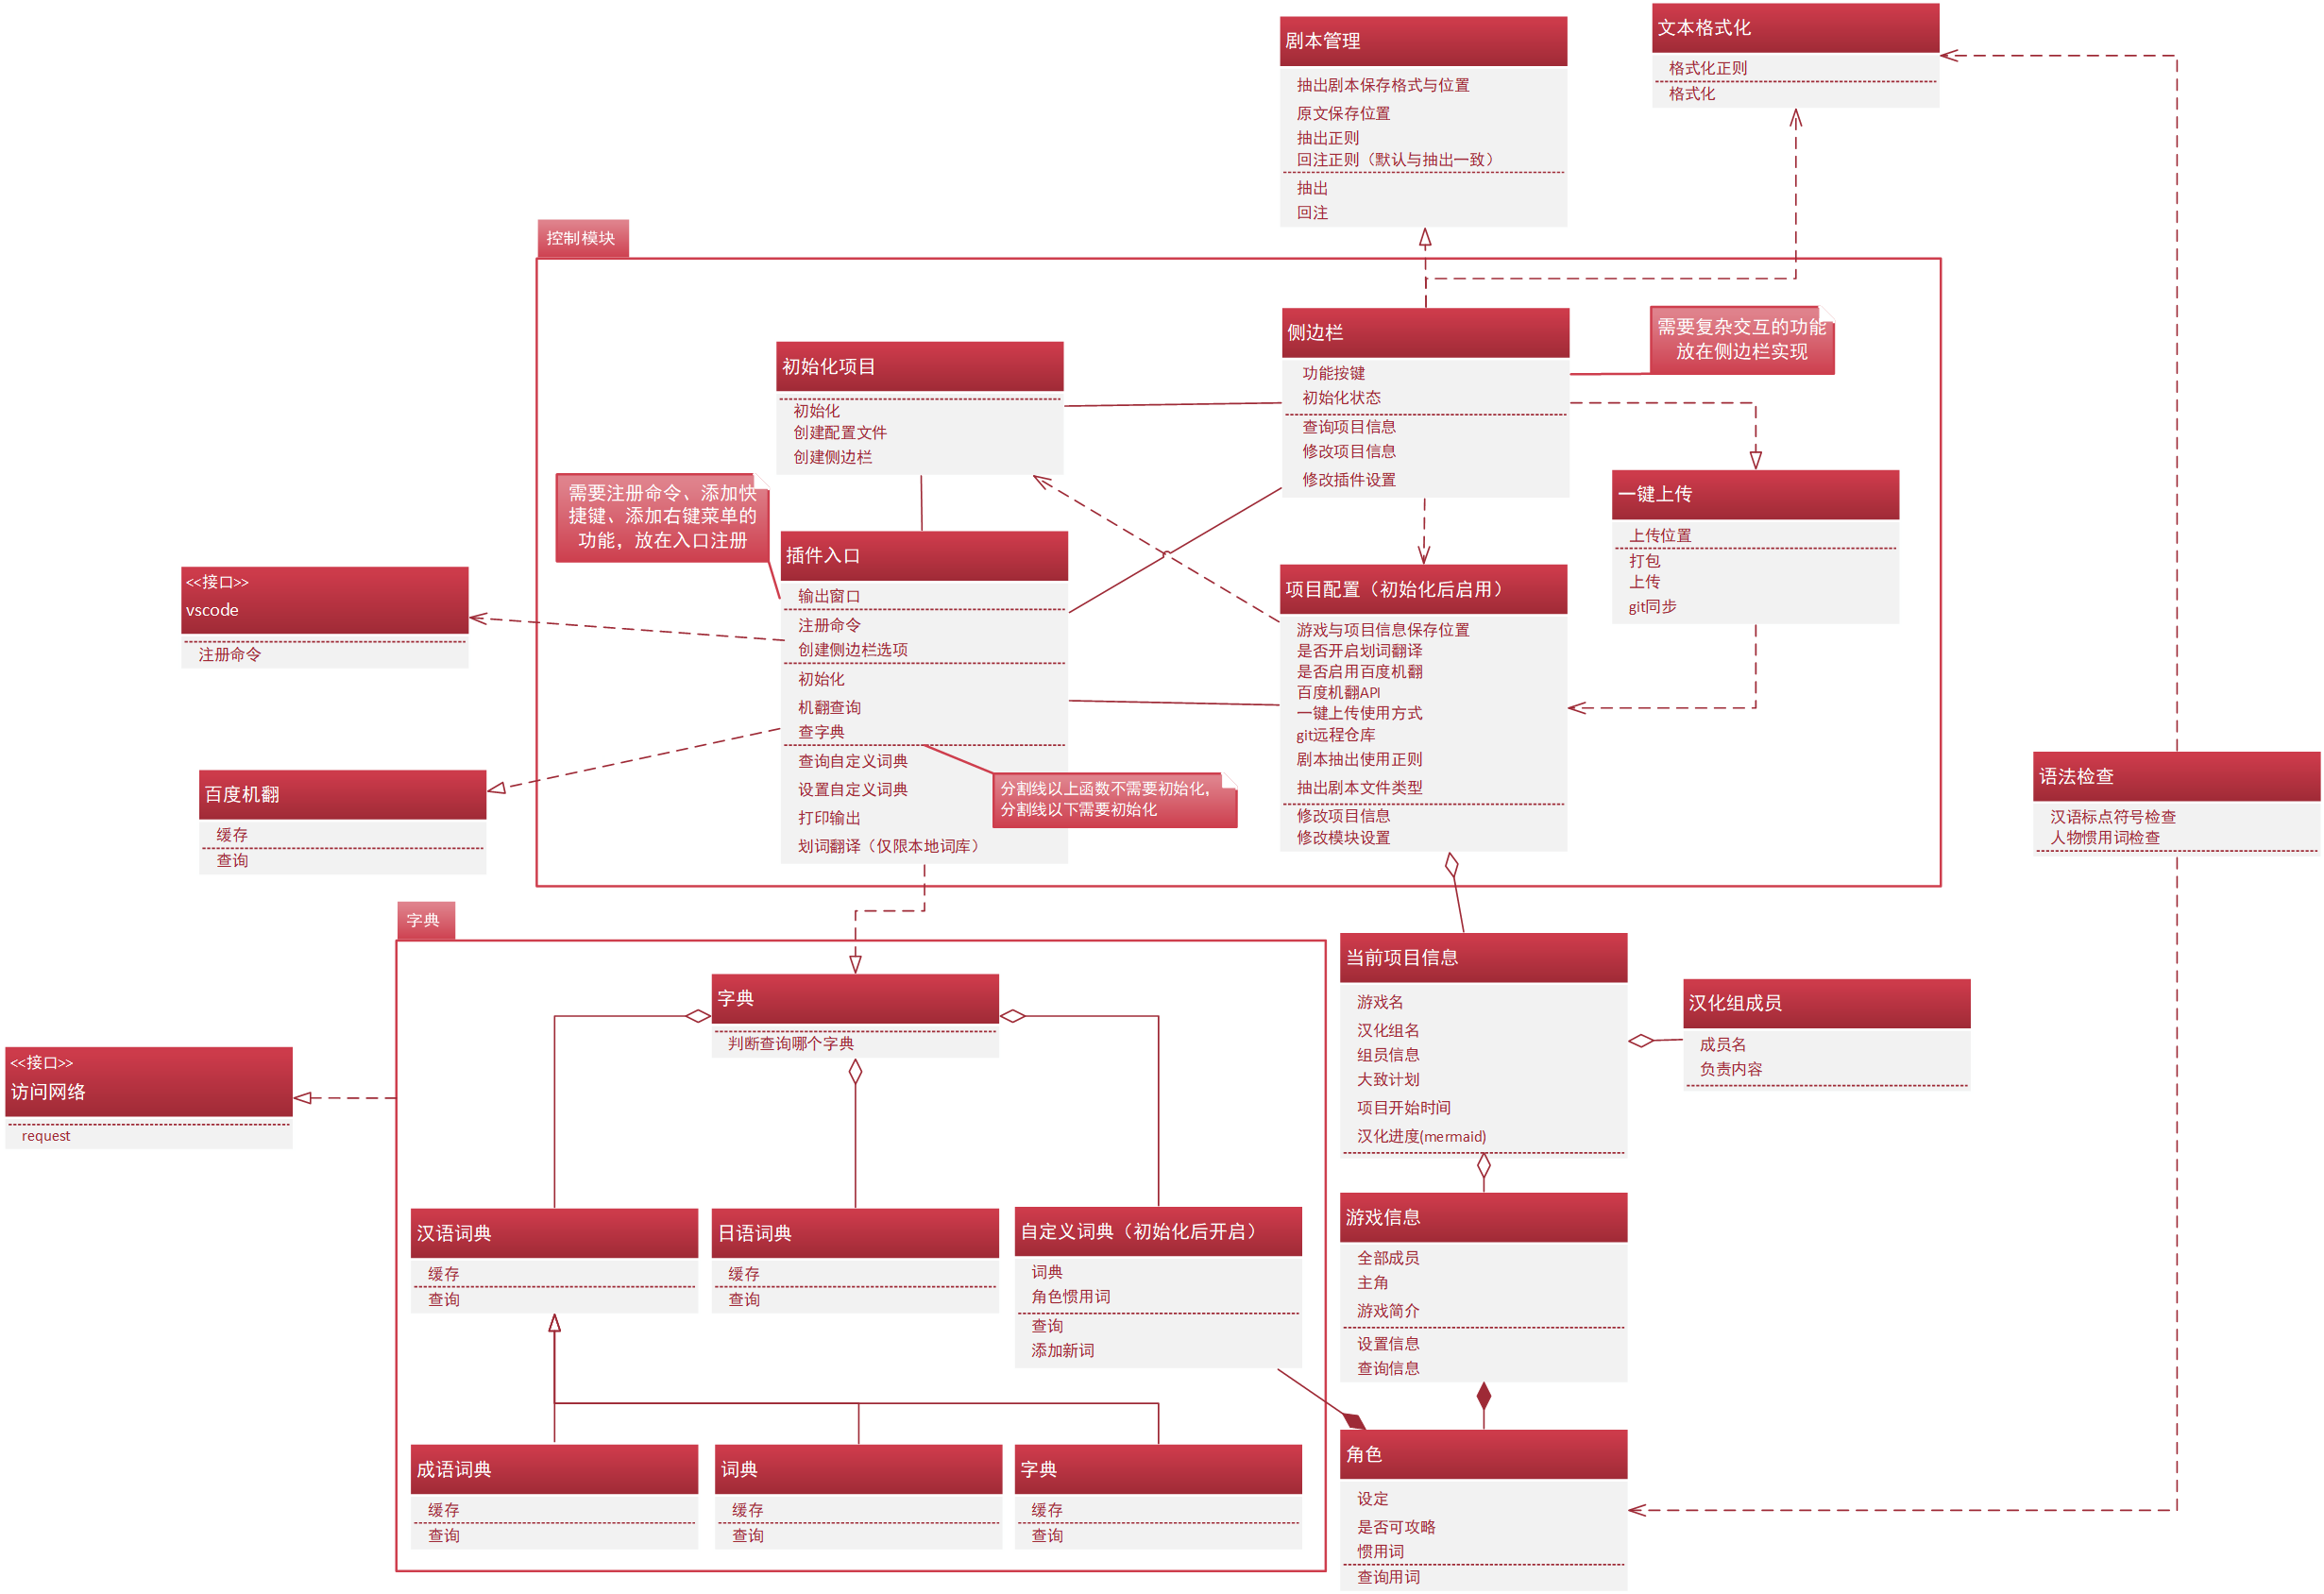 剧本管理
抽出剧本保存格式与位置
原文保存位置
抽出正则
回注正则（默认与抽出一致）
抽出
回注
文本格式化
格式化正则
格式化
控制模块
初始化项目
初始化
创建配置文件
创建侧边栏
侧边栏
功能按键
初始化状态
查询项目信息
修改项目信息
修改插件设置
需要复杂交互的功能
放在侧边栏实现
需要注册命令、添加快
捷键、添加右键菜单的
功能，放在入口注册
一键上传
上传位置
打包
上传
git同步
<<接口>>
vscode
注册命令
插件入口
输出窗口
注册命令
创建侧边栏选项
初始化
机翻查询
查字典
查询自定义词典
设置自定义词典
打印输出
划词翻译（仅限本地词库）
分割线以上函数不需要初始化，
分割线以下需要初始化
项目配置（初始化后启用）
游戏与项目信息保存位置
是否开启划词翻译
是否启用百度机翻
百度机翻API
一键上传使用方式
git远程仓库
剧本抽出使用正则
抽出剧本文件类型
修改项目信息
修改模块设置
百度机翻
缓存
查询
语法检查
汉语标点符号检查
人物惯用词检查
字典
字典
判断查询哪个字典
<<接口>>
访问网络
request
当前项目信息
游戏名
汉化组名
组员信息
大致计划
项目开始时间
汉化进度(mermaid)
汉化组成员
成员名
负责内容
汉语词典
缓存
查询
日语词典
缓存
查询
自定义词典（初始化后开启）
词典
角色惯用词
查询
添加新词
游戏信息
全部成员
主角
游戏简介
设置信息
查询信息
成语词典
缓存
查询
词典
缓存
查询
字典
缓存
查询
角色
设定
是否可攻略
惯用词
查询用词